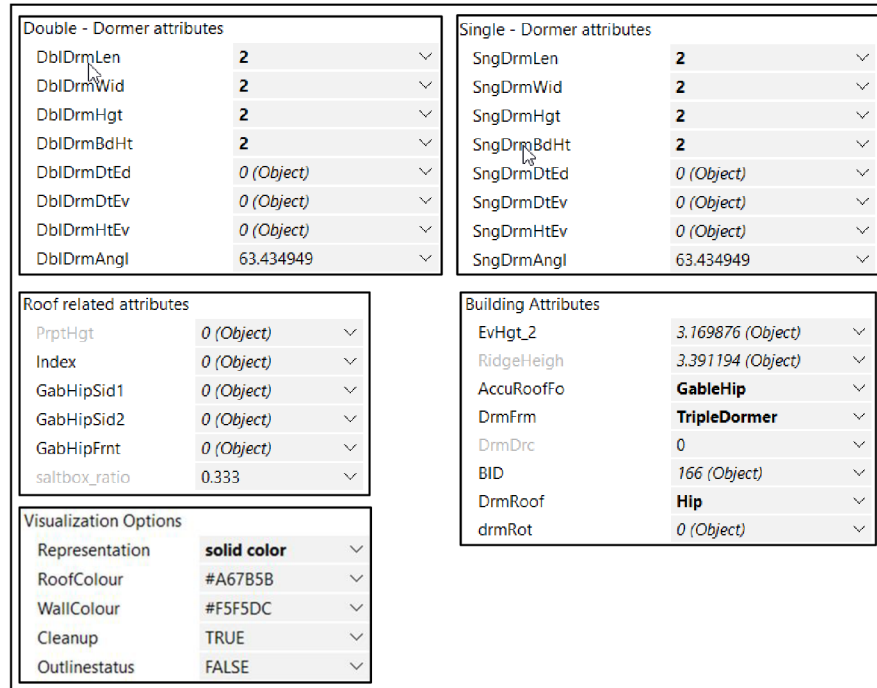 Double - Dormer attributes
DblDrmLen 2
DblDrmWid 2
DblDrmHgt 2
DblDrmBdHt 2
DblDrmDtEd 0 (Object)
DblDrmDtEv 0 (Object)
DblDrmHtEv 0 (Object)
DblDrmAngl 63.434949
Single - Dormer attributes
SngDrmLen 2
SngDrmWid 2
SngDrmHgt 2
SngDrmBdHt 2
SngDrmDtEd 0 (Object)
SngDrmDtEv 0 (Object)
SngDrmHtEv 0 (Object)
SngDrmAngl 63.434949
Roof related attributes
PrptHgt 0 (Object)
Index 0 (Object)
GabHipSid1 0 (Object)
GabHipSid2 0 (Object)
GabHipFrnt 0 (Object)
saltbox_ratio 0.333
Building Attributes
EvHgt_2 3.169876 (Object)
RidgeHeigh 3.391194 (Object)
AccuRoofFo GableHip
DrmFrm TripleDormer
DrmDrc 0
BID 166 (Object)
DrmRoof Hip
drmRot 0 (Object)
Visualization Options
Representation solid color
RoofColour #A67B5B
WallColour #F5F5DC
Cleanup TRUE
Outlinestatus FALSE